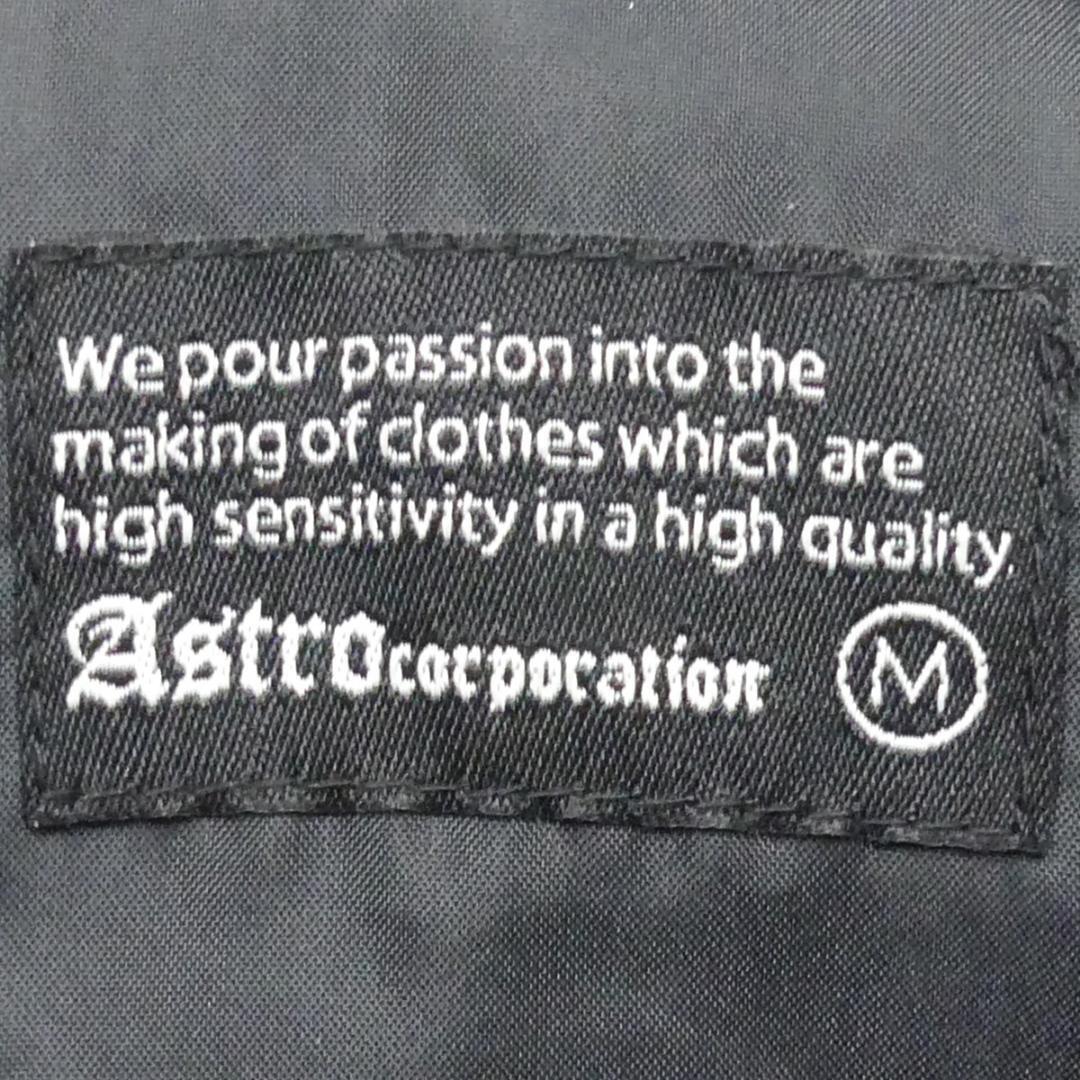 We pour passion into the
making of clothes which are
high sensitivity in a high quality.
Astro corporation M